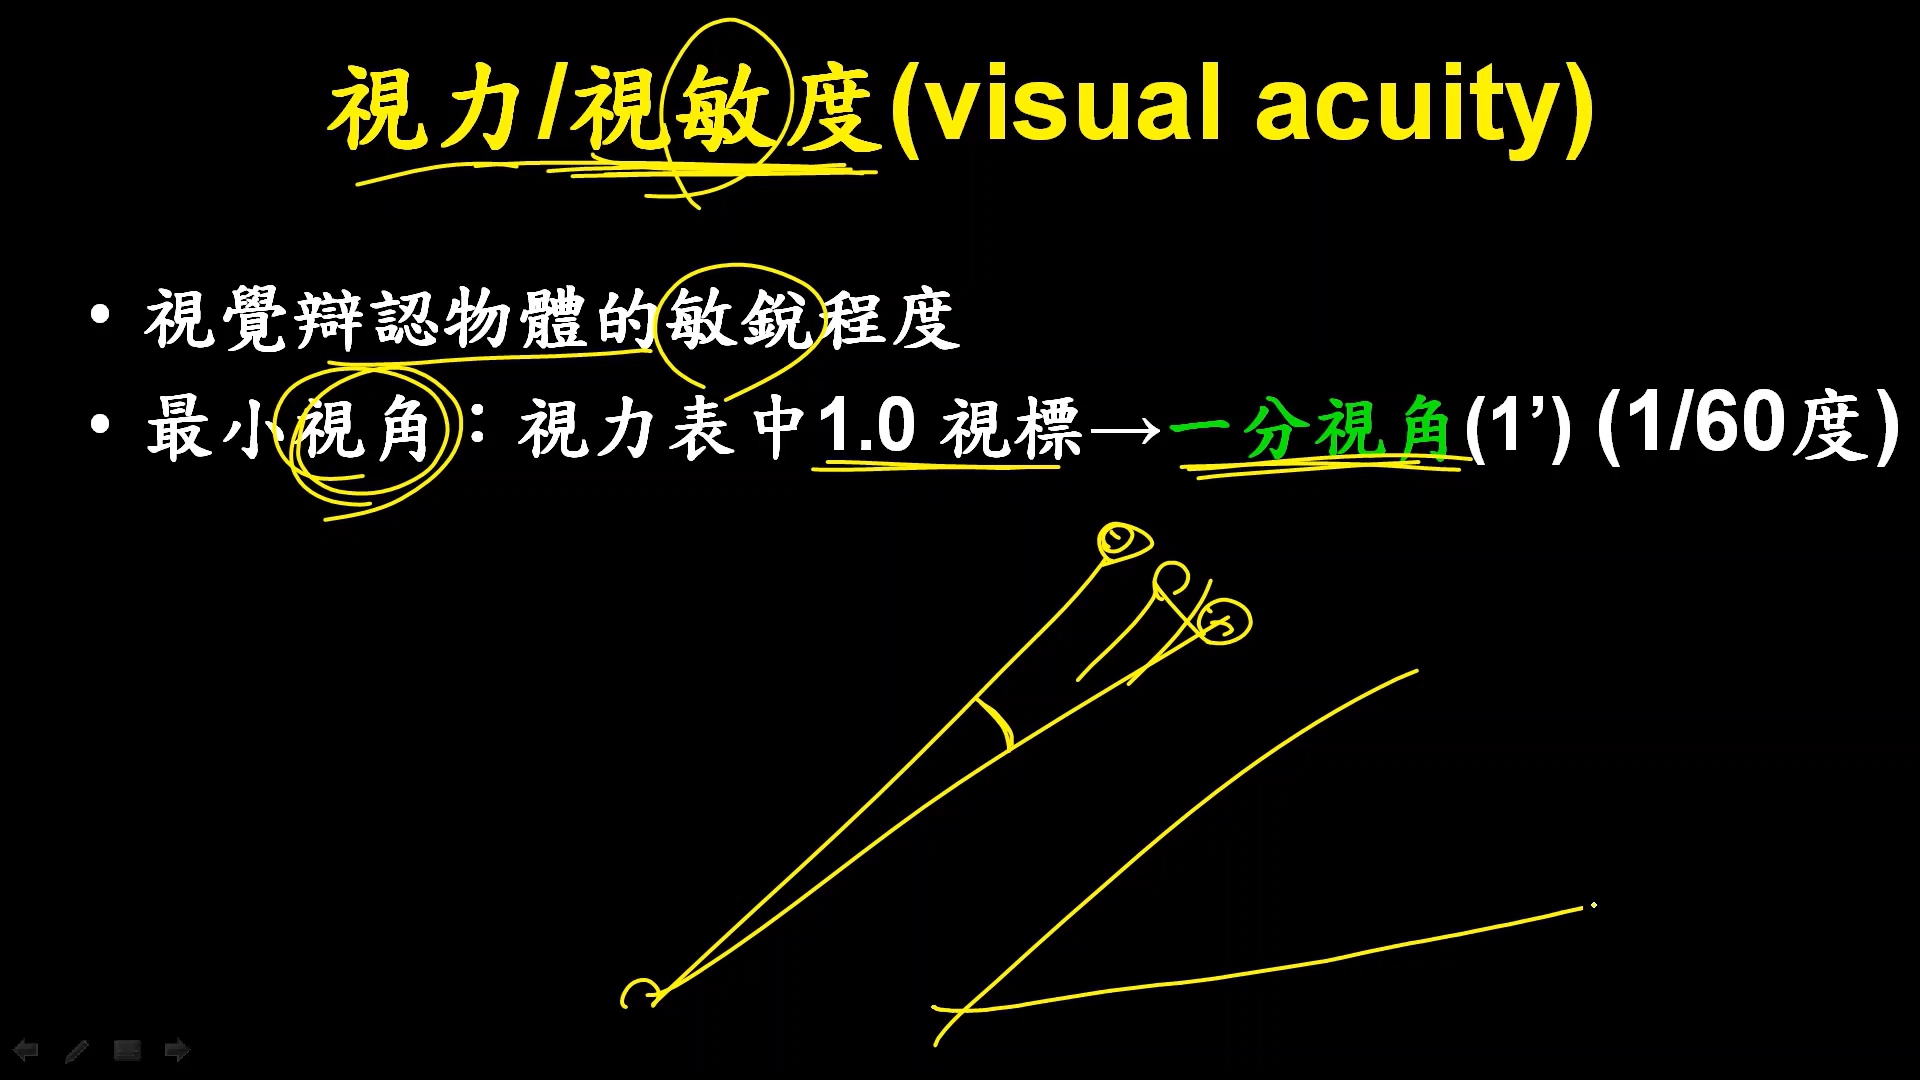 視力/視敏度(visual acuity)
• 視覺辯認物體的敏銳程度
• 最小視角：視力表中1.0 視標→一分視角(1’) (1/60度)